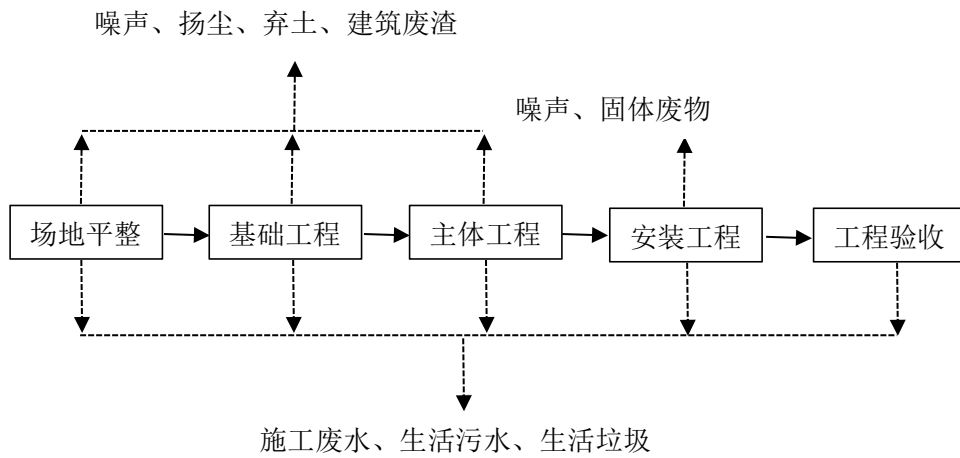 噪声、扬尘、弃土、建筑废渣
噪声、固体废物
场地平整
基础工程
主体工程
安装工程
工程验收
施工废水、生活污水、生活垃圾